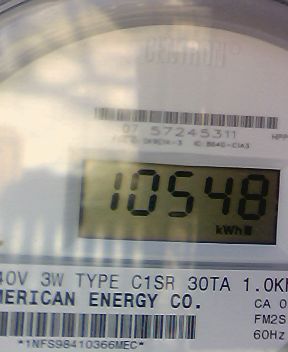 CENTRON®
07 57245311
10548
kWh
40V 3W TYPE C1SR 30TA 1.0K
MERICAN ENERGY CO.
CA 0
FM2S
60Hz
*1NFS98410366MEC*